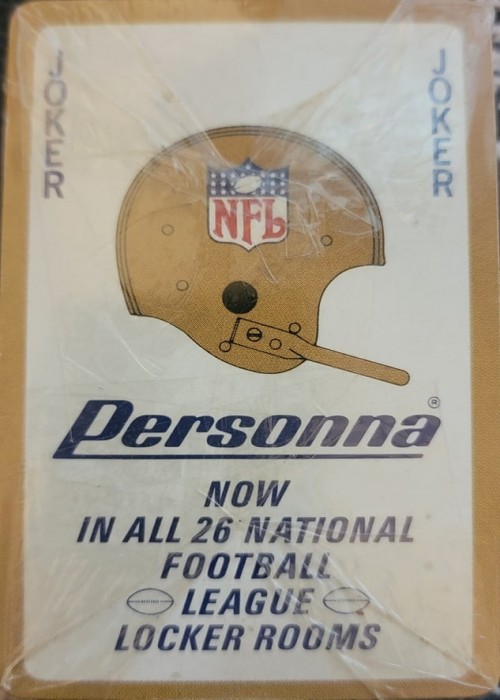 JOKER
JOKER
NFL
Personna®
NOW
IN ALL 26 NATIONAL
FOOTBALL
LEAGUE
LOCKER ROOMS